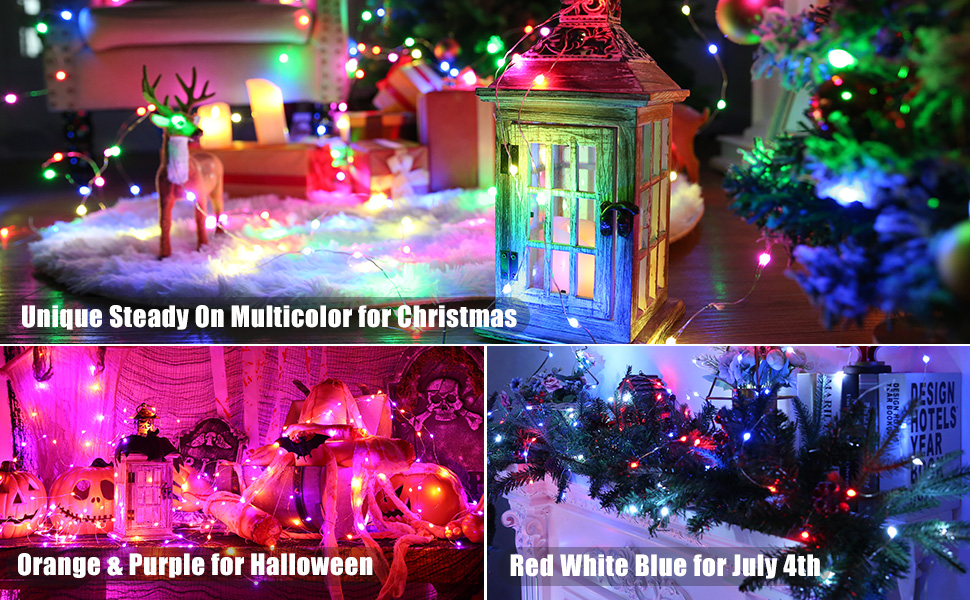 Unique Steady On Multicolor for Christmas
Orange & Purple for Halloween
Red White Blue for July 4th
DESIGN
HOTELS
YEAR
BOOK